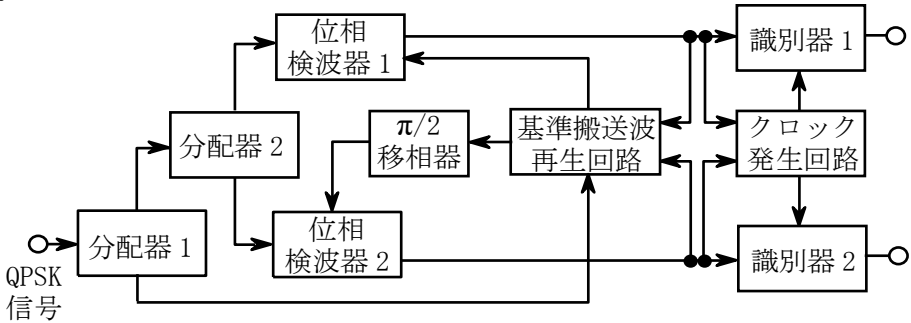 位相
検波器 1
識別器 1
分配器 2
π/2
移相器
基準搬送波
再生回路
クロック
発生回路
分配器 1
位相
検波器 2
識別器 2
QPSK
信号